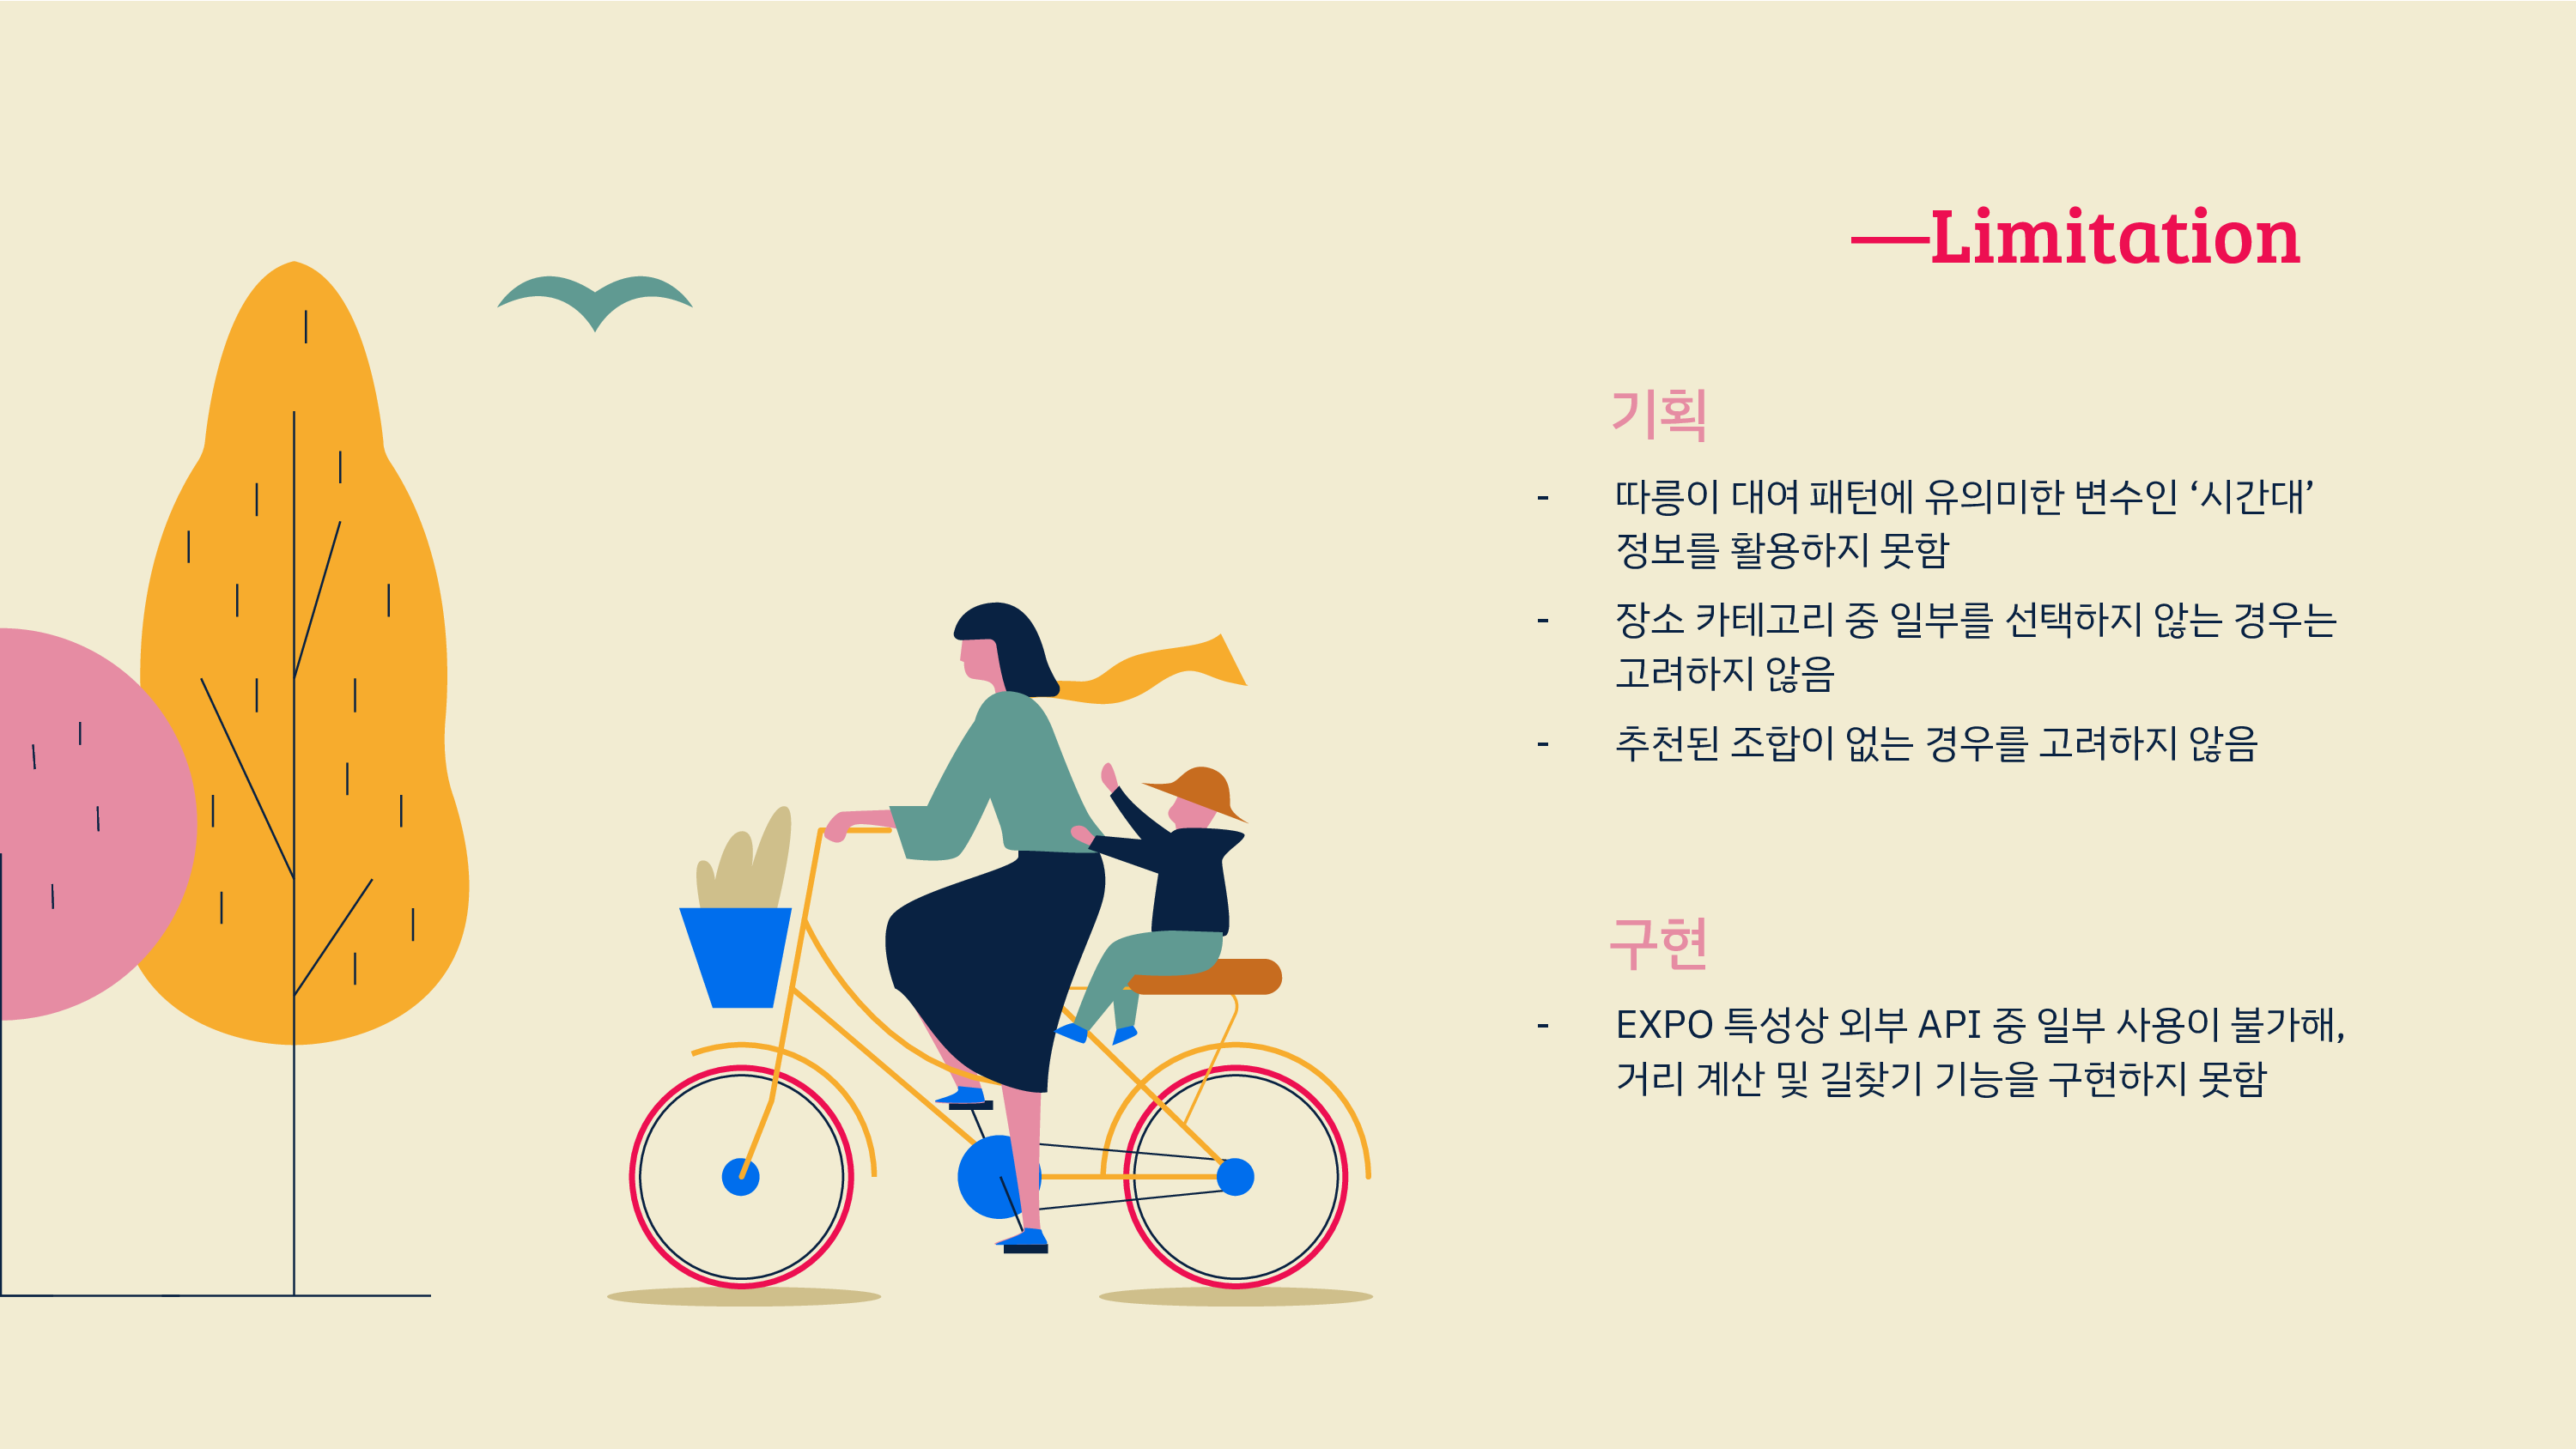 —Limitation
기획
- 따릉이 대여 패턴에 유의미한 변수인 ‘시간대’
정보를 활용하지 못함
- 장소 카테고리 중 일부를 선택하지 않는 경우는
고려하지 않음
- 추천된 조합이 없는 경우를 고려하지 않음
구현
- EXPO 특성상 외부 API 중 일부 사용이 불가해,
거리 계산 및 길찾기 기능을 구현하지 못함